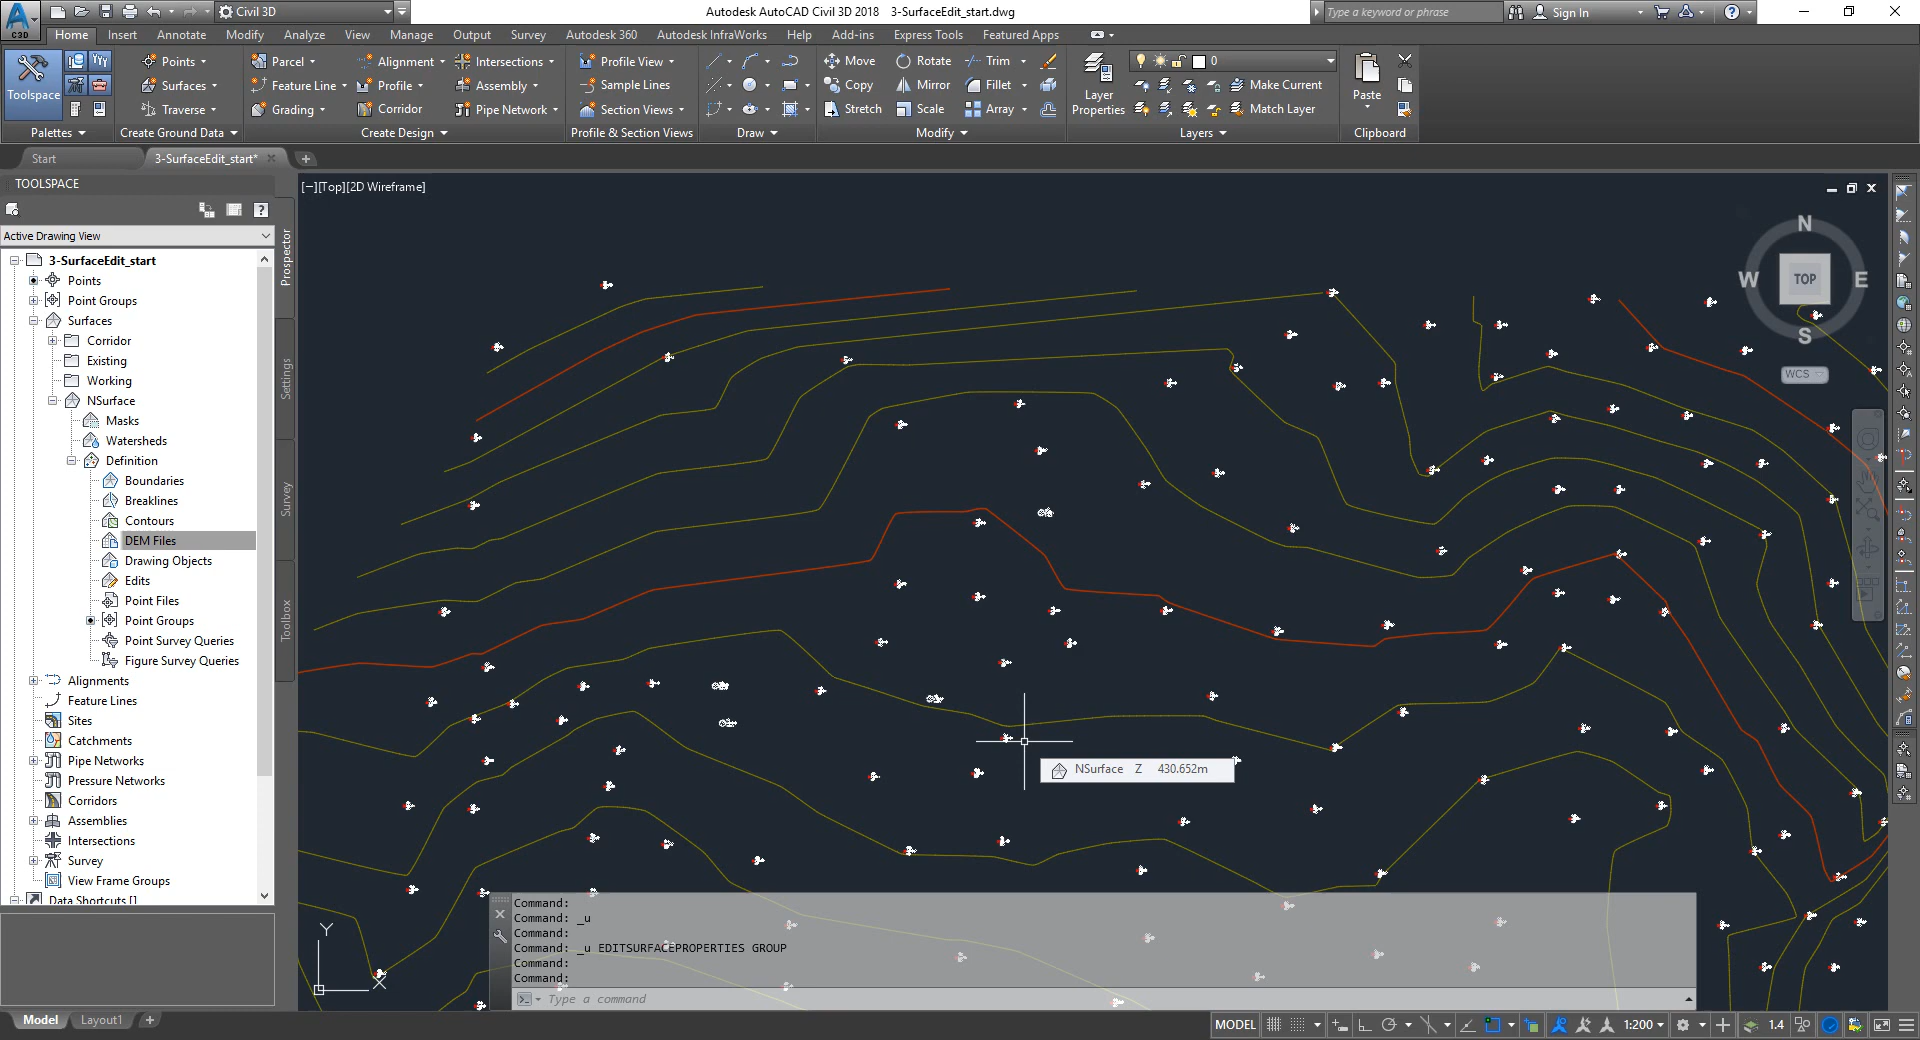 C3D
Civil 3D
Autodesk AutoCAD Civil 3D 2018   3-SurfaceEdit_start.dwg
Type a keyword or phrase
Sign In
Home Insert Annotate Modify Analyze View Manage Output Survey Autodesk 360 Autodesk InfraWorks Help Add-ins Express Tools Featured Apps
Toolspace
Points
Surfaces
Traverse
Parcel
Feature Line
Grading
Alignment
Profile
Corridor
Intersections
Assembly
Pipe Network
Profile View
Sample Lines
Section Views
Move
Copy
Stretch
Rotate
Mirror
Scale
Trim
Fillet
Array
Layer
Properties
0
Make Current
Match Layer
Paste
Palettes
Create Ground Data
Create Design
Profile & Section Views
Draw
Modify
Layers
Clipboard
Start
3-SurfaceEdit_start*
TOOLSPACE
Active Drawing View
3-SurfaceEdit_start
Points
Point Groups
Surfaces
Corridor
Existing
Working
NSurface
Masks
Watersheds
Definition
Boundaries
Breaklines
Contours
DEM Files
Drawing Objects
Edits
Point Files
Point Groups
Point Survey Queries
Figure Survey Queries
Alignments
Feature Lines
Sites
Catchments
Pipe Networks
Pressure Networks
Corridors
Assemblies
Intersections
Survey
View Frame Groups
Data Shortcuts []
Prospector
Settings
Survey
Toolbox
[−][Top][2D Wireframe]
N
W
TOP
E
S
WCS
NSurface   Z   430.652m
Y
X
Command:
Command: _u
Command:
Command: _u EDITSURFACEPROPERTIES GROUP
Command:
Command:
Type a command
Model
Layout1
MODEL
1:200
1.4